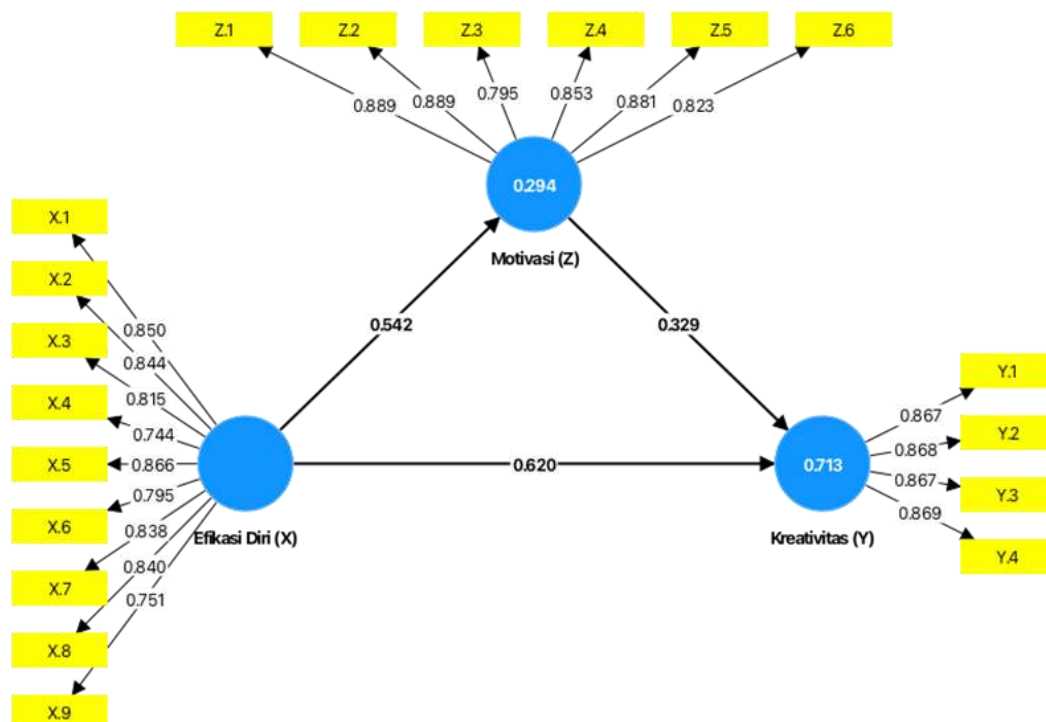 Z.1
Z.2
Z.3
Z.4
Z.5
Z.6
0.889
0.889
0.795
0.853
0.881
0.823
0.294
Motivasi (Z)
X.1
X.2
X.3
X.4
X.5
X.6
X.7
X.8
X.9
0.850
0.844
0.815
0.744
0.866
0.795
0.838
0.840
0.751
Efikasi Diri (X)
0.542
0.329
0.620
0.713
Kreativitas (Y)
0.867
0.868
0.867
0.869
Y.1
Y.2
Y.3
Y.4